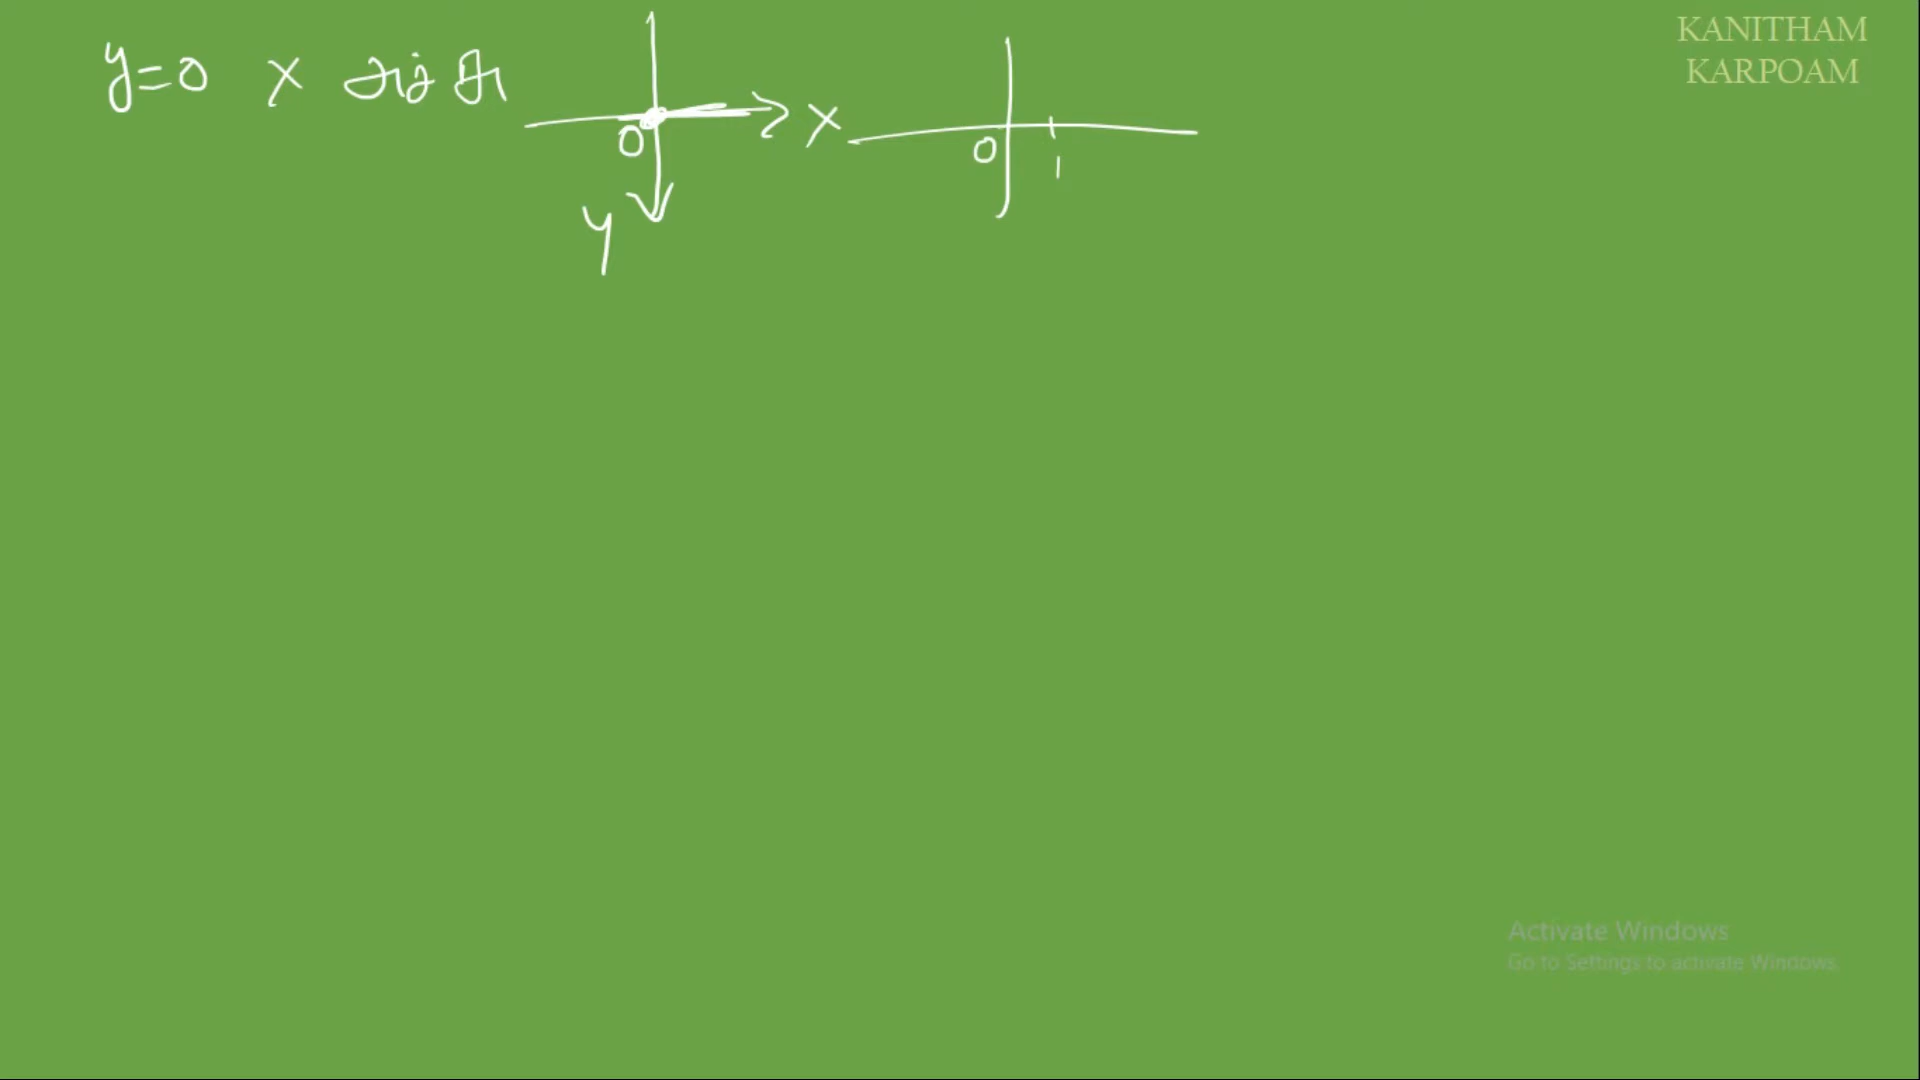 y=0 x அச்சு
0
x
y
0
1
KANITHAM
KARPOAM
Activate Windows
Go to Settings to activate Windows.